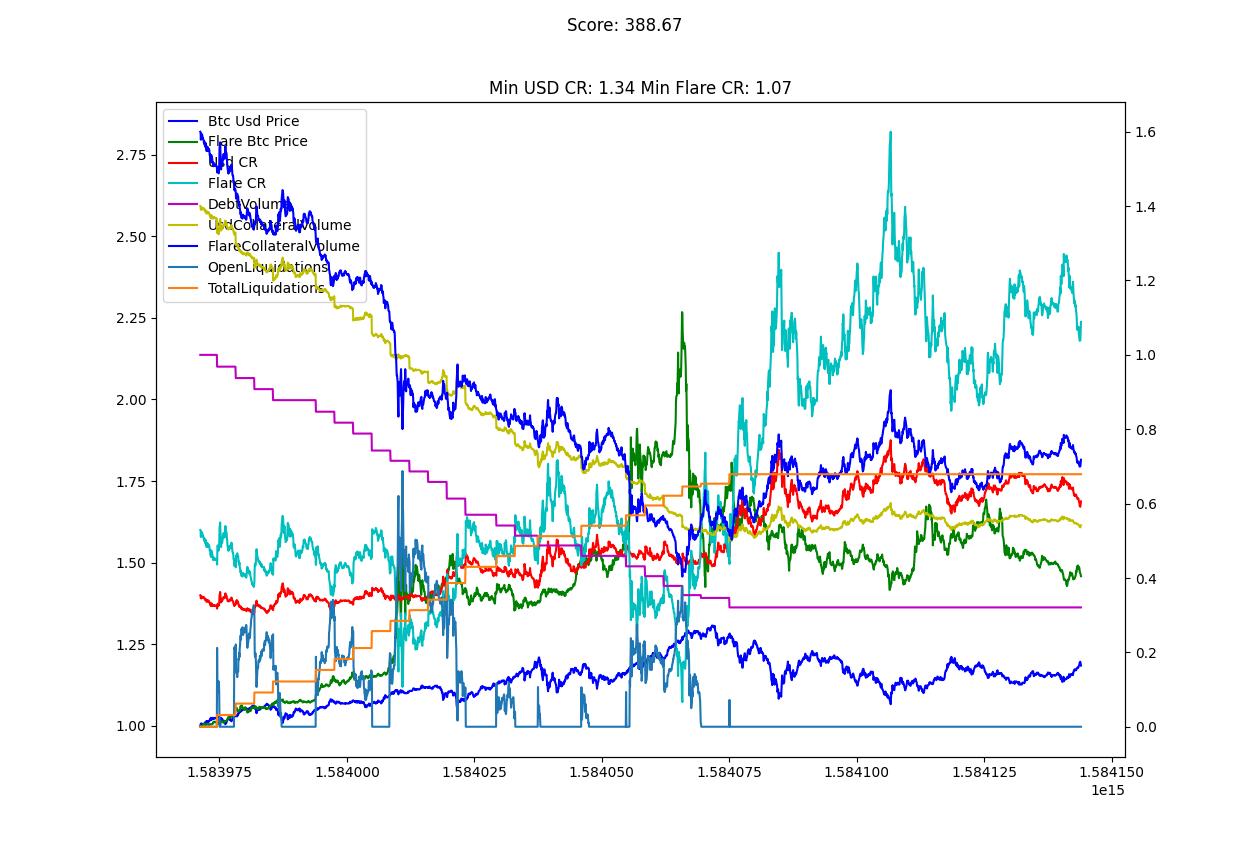 Score: 388.67
Min USD CR: 1.34 Min Flare CR: 1.07
Btc Usd Price
Flare Btc Price
Usd CR
Flare CR
DebtVolume
UsdCollateralVolume
FlareCollateralVolume
OpenLiquidations
TotalLiquidations
2.75
2.50
2.25
2.00
1.75
1.50
1.25
1.00
1.6
1.4
1.2
1.0
0.8
0.6
0.4
0.2
0.0
1.583975 1.584000 1.584025 1.584050 1.584075 1.584100 1.584125 1.584150
1e15